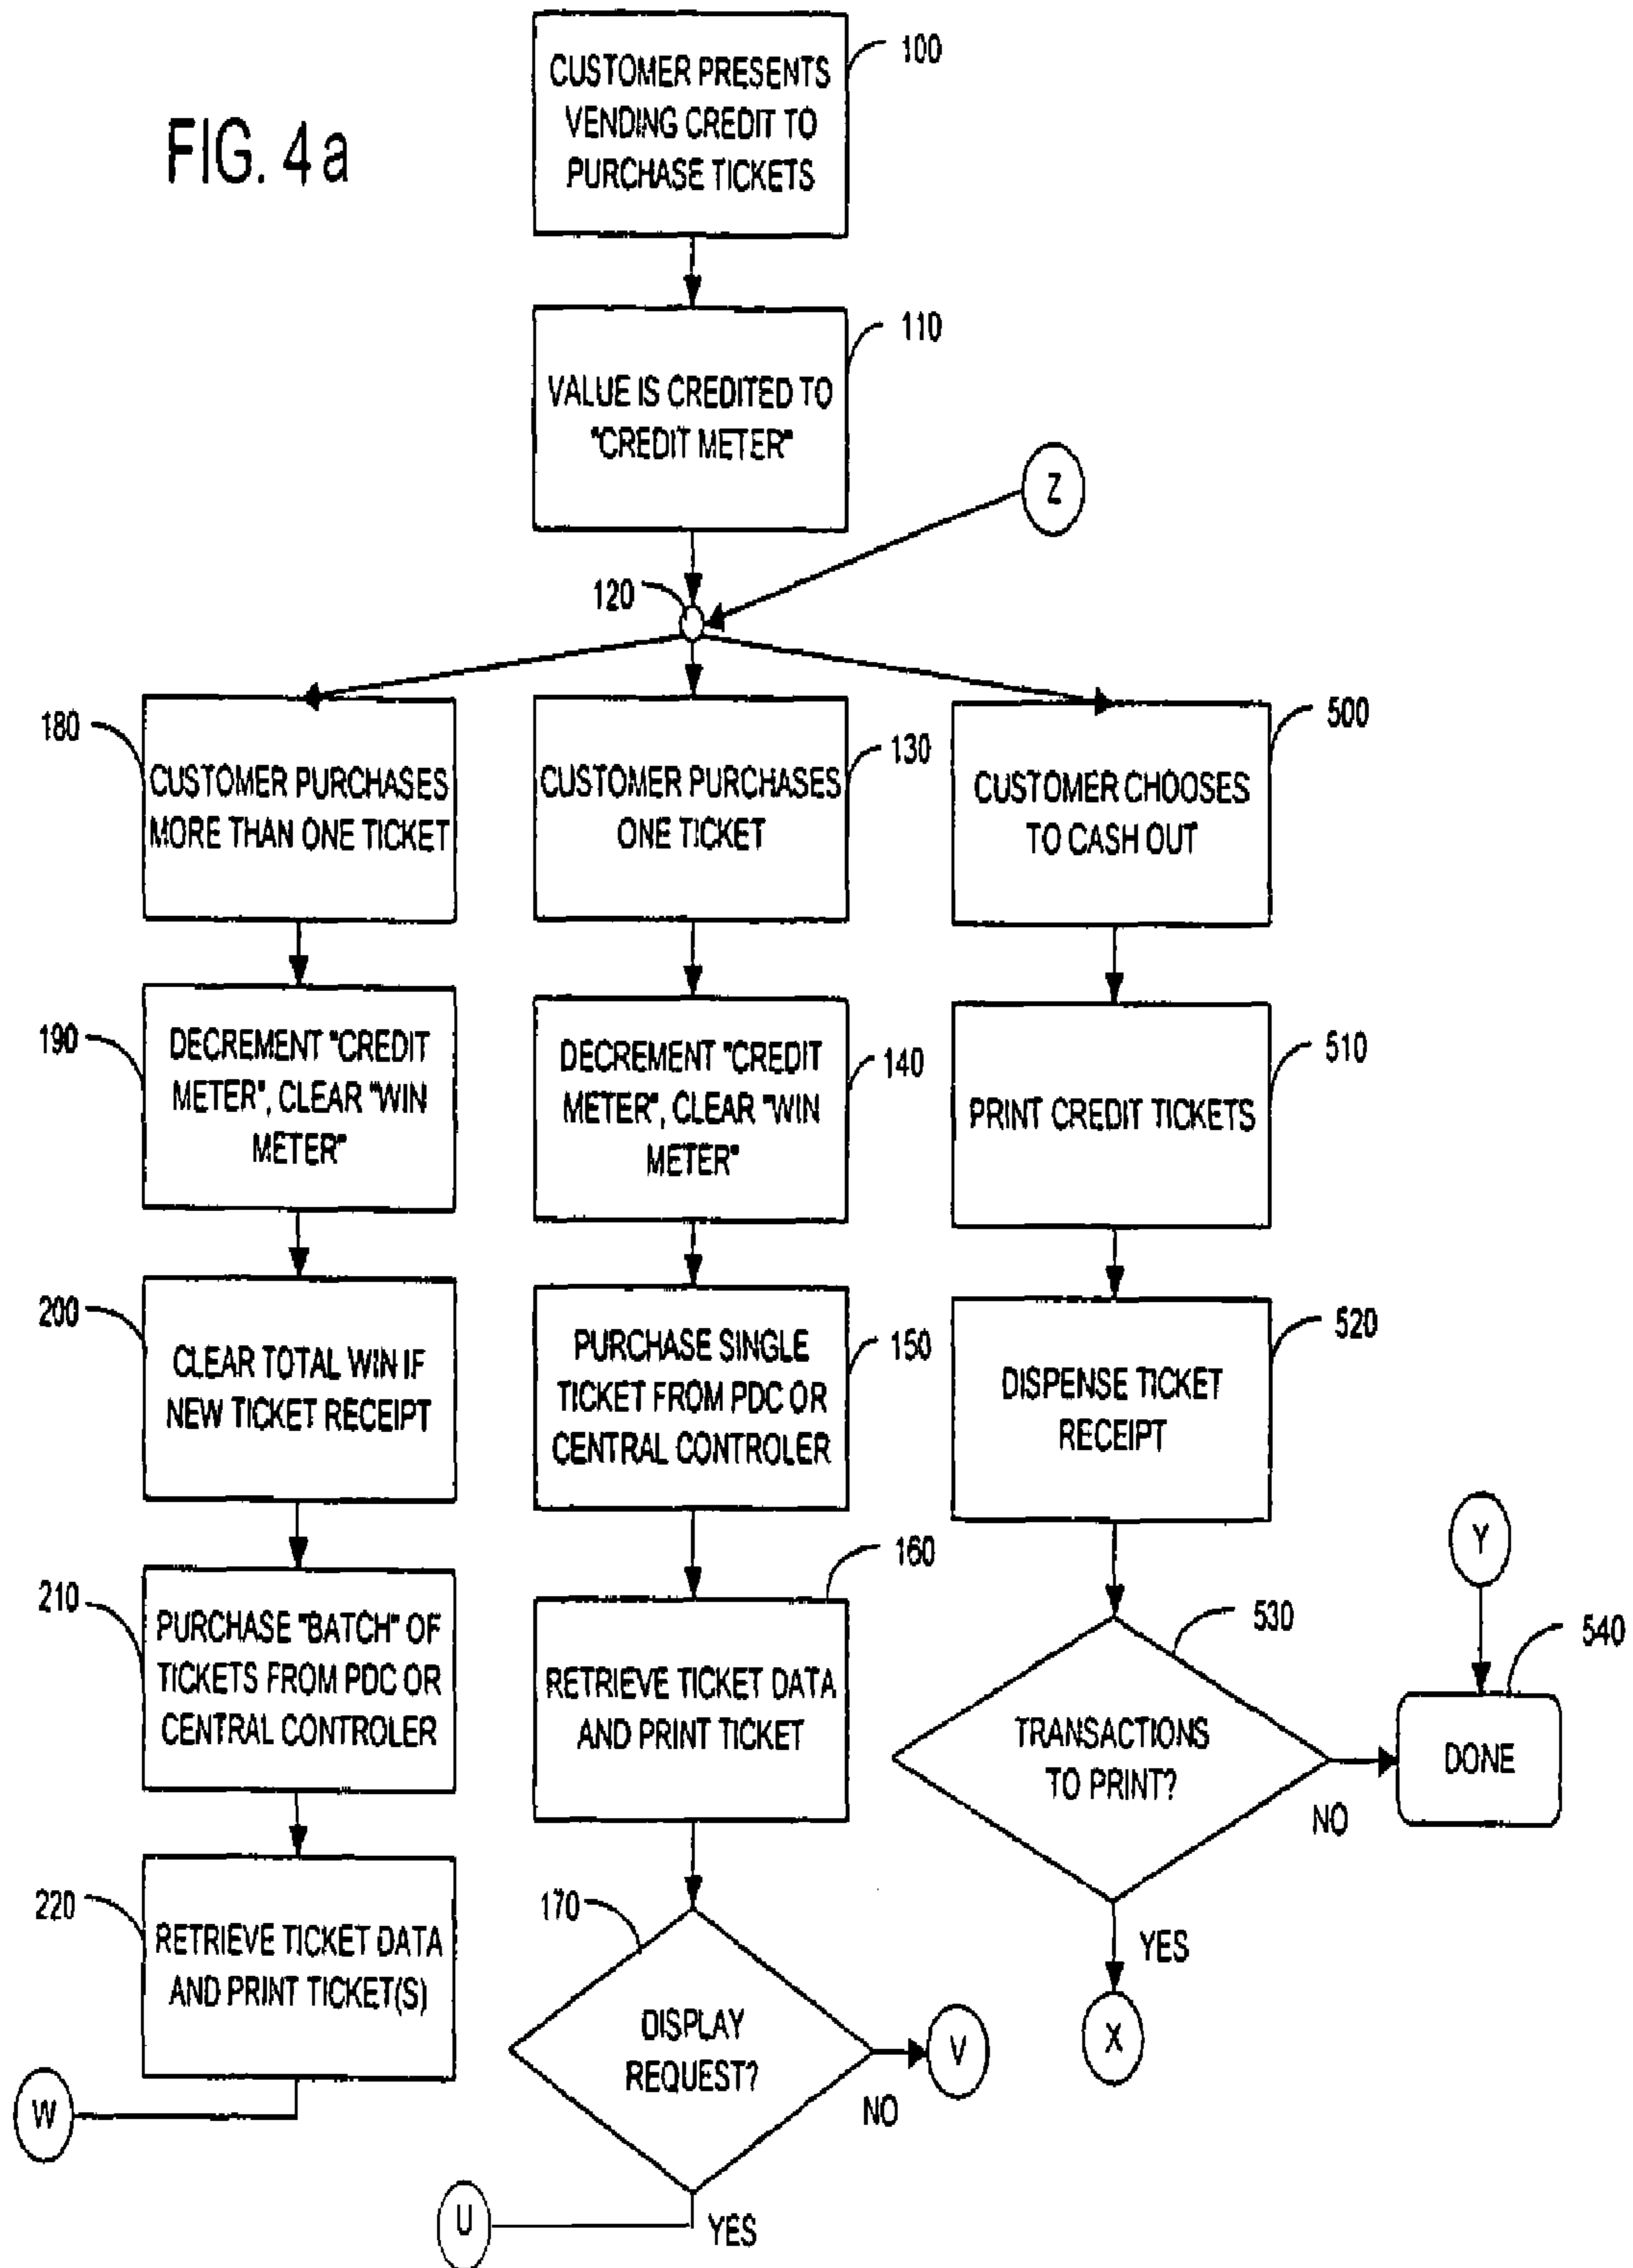 FIG. 4a
CUSTOMER PRESENTS
VENDING CREDIT TO
PURCHASE TICKETS
100
VALUE IS CREDITED TO
"CREDIT METER"
110
Z
120
180
CUSTOMER PURCHASES
MORE THAN ONE TICKET
130
CUSTOMER PURCHASES
ONE TICKET
500
CUSTOMER CHOOSES
TO CASH OUT
190
DECREMENT "CREDIT
METER", CLEAR "WIN
METER"
140
DECREMENT "CREDIT
METER", CLEAR "WIN
METER"
510
PRINT CREDIT TICKETS
200
CLEAR TOTAL WIN IF
NEW TICKET RECEIPT
150
PURCHASE SINGLE
TICKET FROM PDC OR
CENTRAL CONTROLER
520
DISPENSE TICKET
RECEIPT
210
PURCHASE "BATCH" OF
TICKETS FROM PDC OR
CENTRAL CONTROLER
160
RETRIEVE TICKET DATA
AND PRINT TICKET
530
TRANSACTIONS
TO PRINT?
NO
Y
540
DONE
YES
X
220
RETRIEVE TICKET DATA
AND PRINT TICKET(S)
W
170
DISPLAY
REQUEST?
NO
V
YES
U